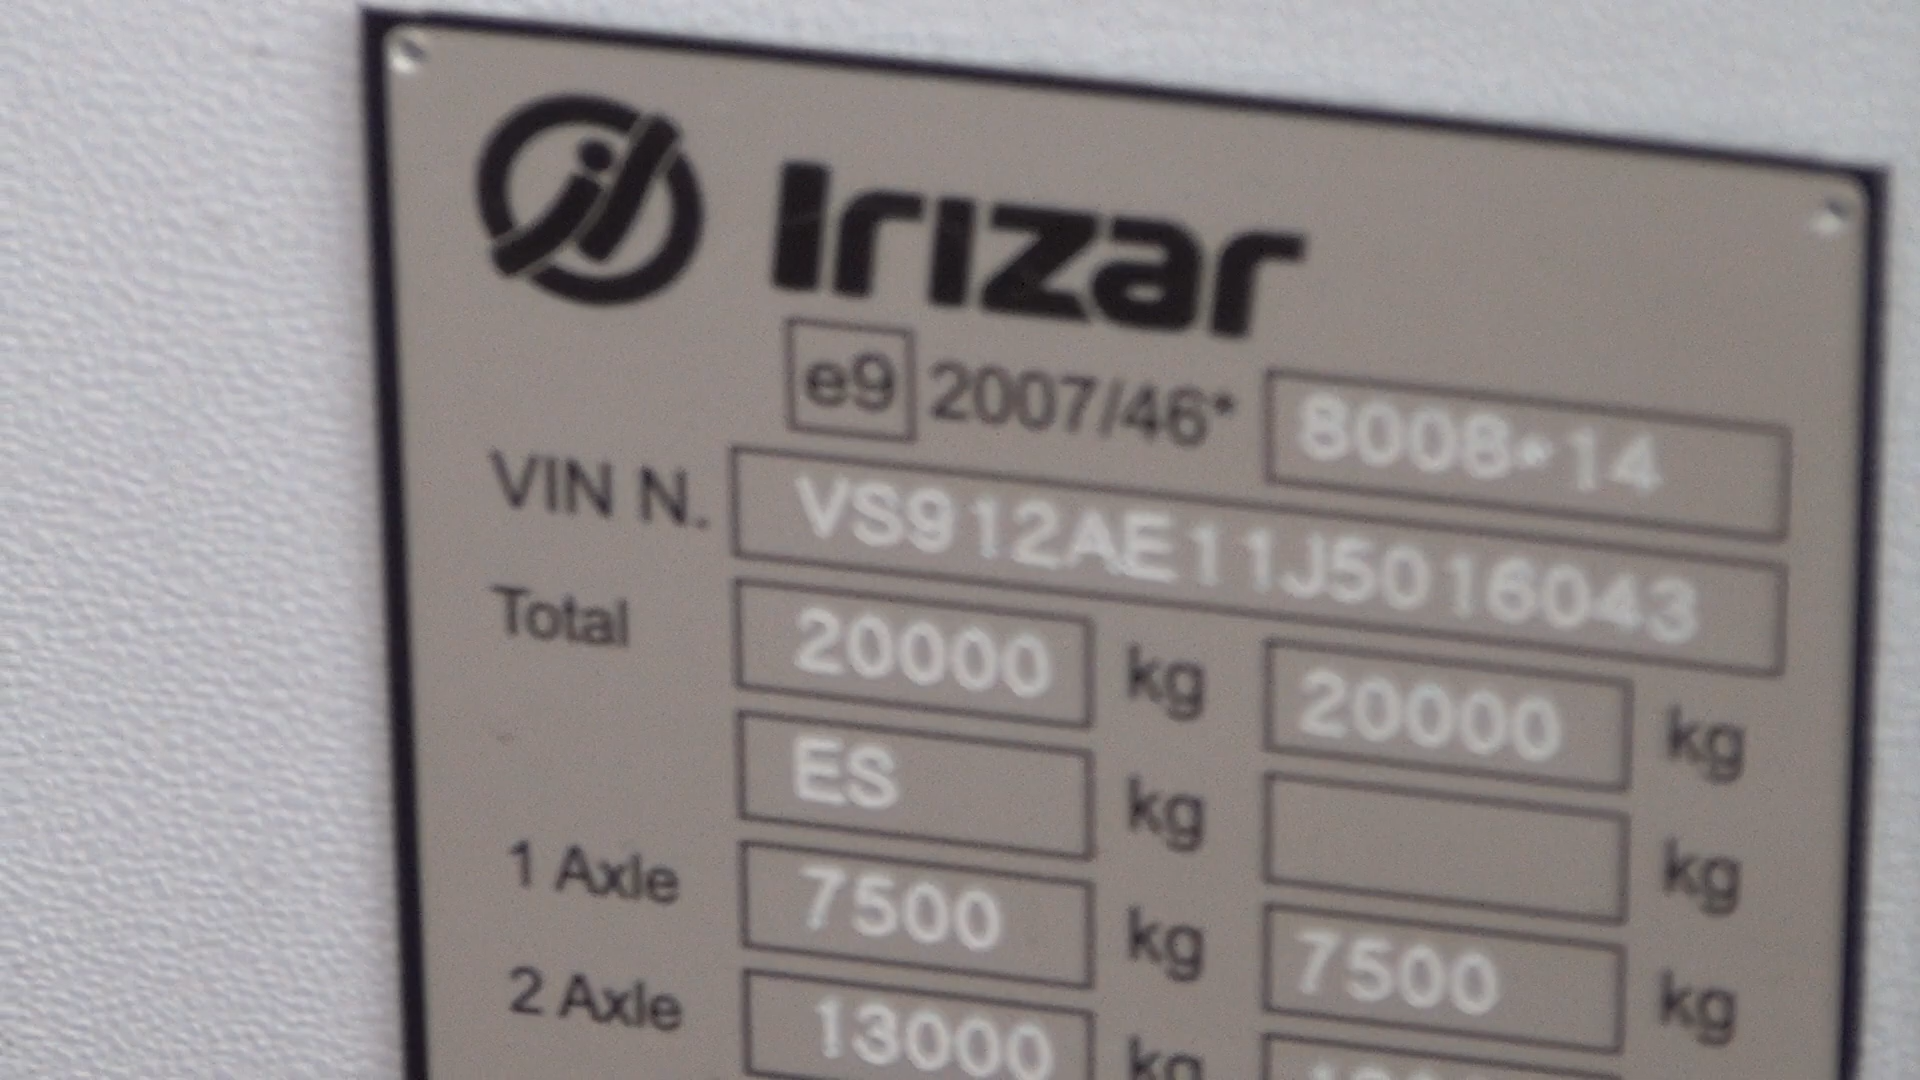 Irizar
e9 2007/46* 8008*14
VIN N. VS912AE11J5016043
Total 20000 kg 20000 kg
ES kg kg
1 Axle 7500 kg 7500 kg
2 Axle 13000 kg